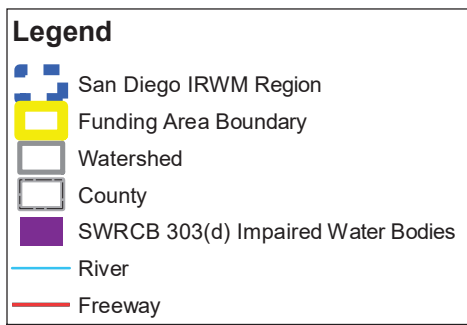 Legend
San Diego IRWM Region
Funding Area Boundary
Watershed
County
SWRCB 303(d) Impaired Water Bodies
River
Freeway